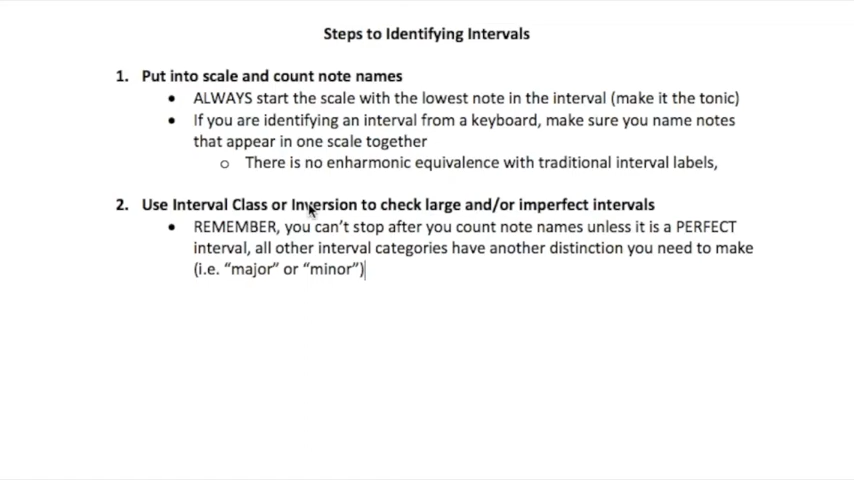 Steps to Identifying Intervals
1. Put into scale and count note names
• ALWAYS start the scale with the lowest note in the interval (make it the tonic)
• If you are identifying an interval from a keyboard, make sure you name notes
that appear in one scale together
o There is no enharmonic equivalence with traditional interval labels,
2. Use Interval Class or Inversion to check large and/or imperfect intervals
• REMEMBER, you can’t stop after you count note names unless it is a PERFECT
interval, all other interval categories have another distinction you need to make
(i.e. “major” or “minor”)